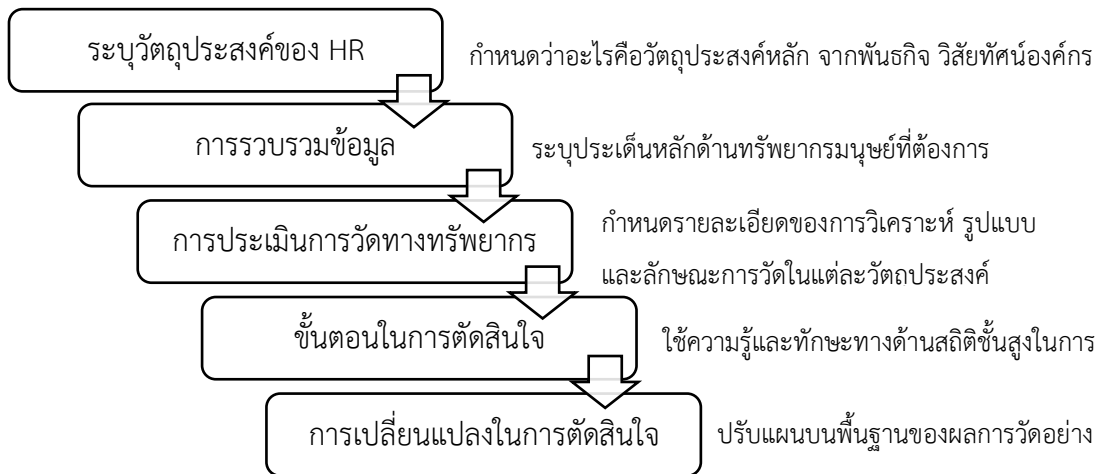 ระบุวัตถุประสงค์ของ HR
กำหนดว่าอะไรคือวัตถุประสงค์หลัก จากพันธกิจ วิสัยทัศน์องค์กร
การรวบรวมข้อมูล
ระบุประเด็นหลักด้านทรัพยากรมนุษย์ที่ต้องการ
การประเมินการวัดทางทรัพยากร
กำหนดรายละเอียดของการวิเคราะห์ รูปแบบ
และลักษณะการวัดในแต่ละวัตถประสงค์
ขั้นตอนในการตัดสินใจ
ใช้ความรู้และทักษะทางด้านสถิติชั้นสูงในการ
การเปลี่ยนแปลงในการตัดสินใจ
ปรับแผนบนพื้นฐานของผลการวัดอย่าง